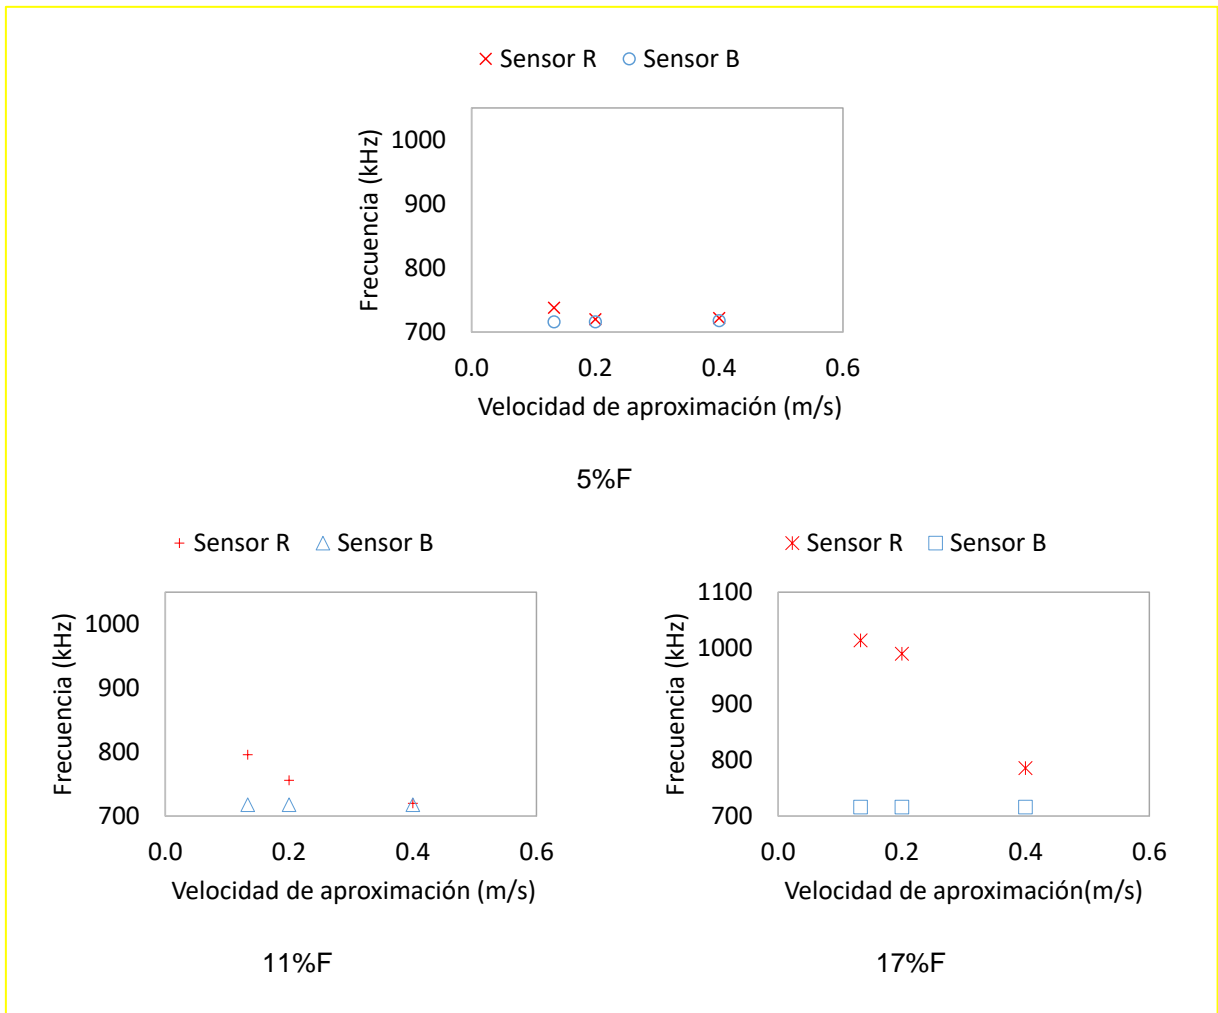 Sensor R Sensor B
Frecuencia (kHz)
1000
900
800
700
0.0 0.2 0.4 0.6
Velocidad de aproximación (m/s)
5%F
Sensor R Sensor B
Frecuencia (kHz)
1000
900
800
700
0.0 0.2 0.4 0.6
Velocidad de aproximación (m/s)
11%F
Sensor R Sensor B
Frecuencia (kHz)
1100
1000
900
800
700
0.0 0.2 0.4 0.6
Velocidad de aproximación(m/s)
17%F